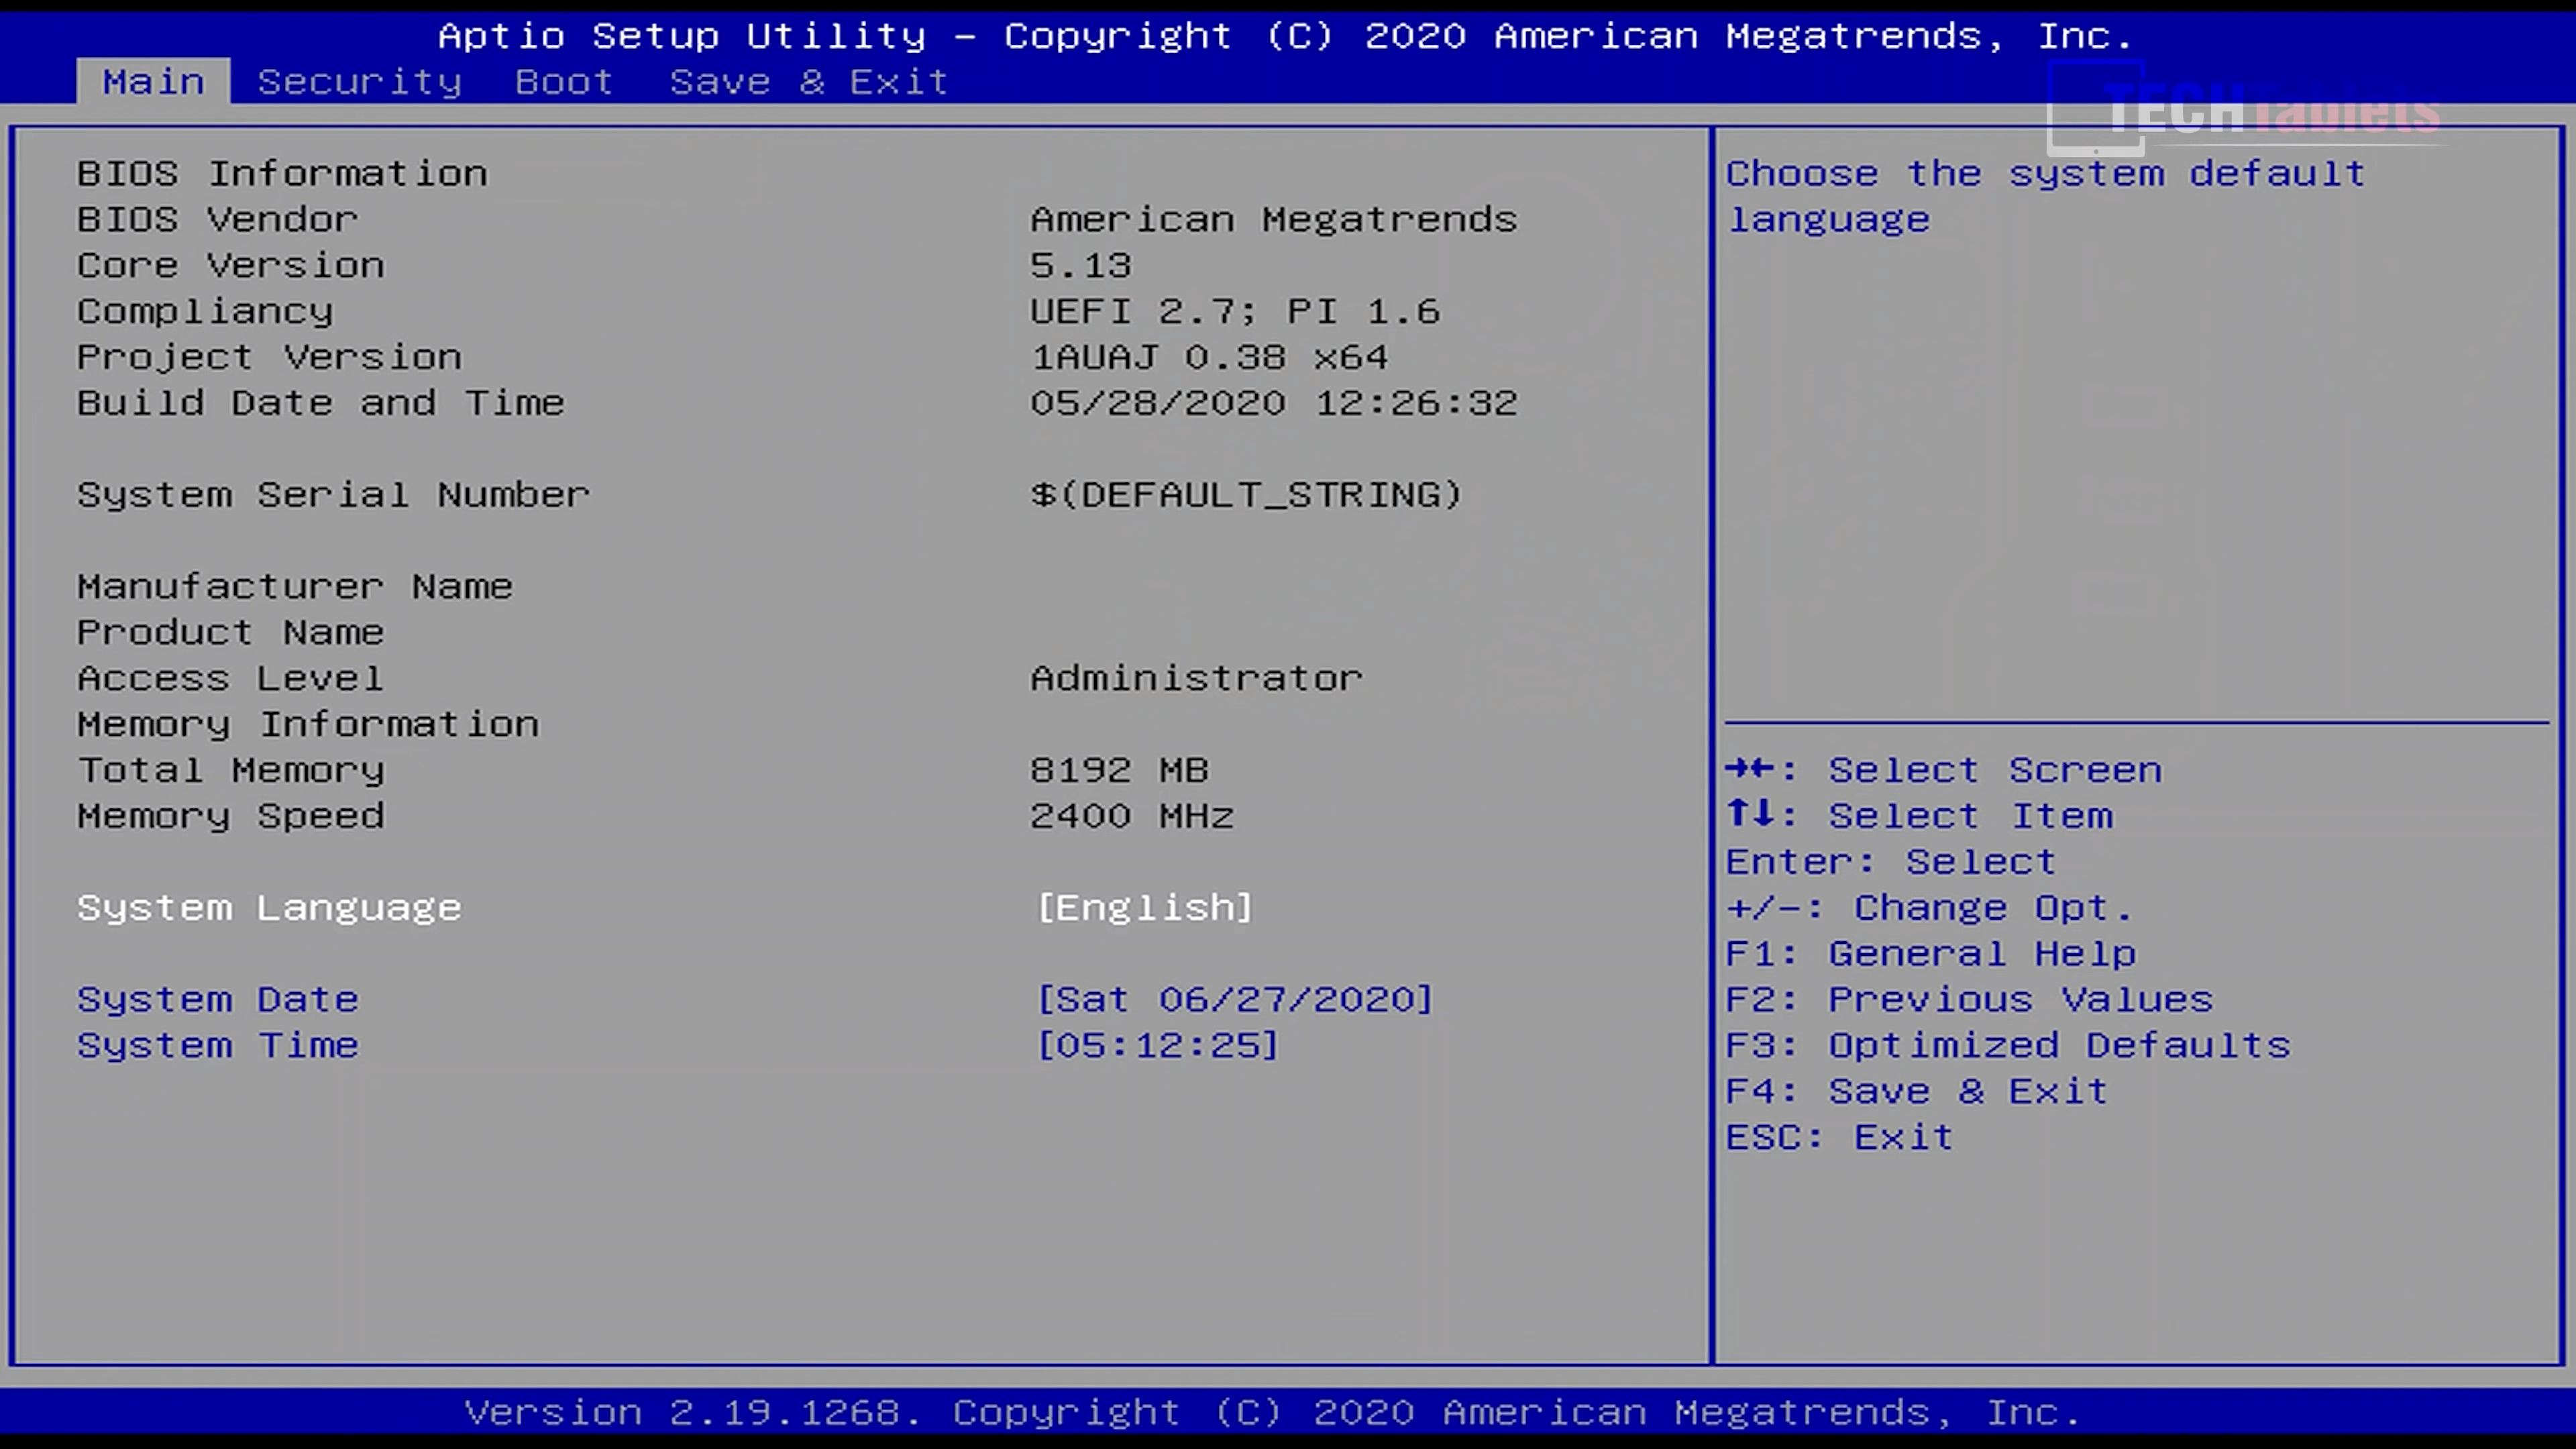 Aptio Setup Utility – Copyright (C) 2020 American Megatrends, Inc.
Main Security Boot Save & Exit
TECHTablets
BIOS Information
BIOS Vendor American Megatrends
Core Version 5.13
Compliancy UEFI 2.7; PI 1.6
Project Version 1AUAJ 0.38 x64
Build Date and Time 05/28/2020 12:26:32
System Serial Number $(DEFAULT_STRING)
Manufacturer Name
Product Name
Access Level Administrator
Memory Information
Total Memory 8192 MB
Memory Speed 2400 MHz
System Language [English]
System Date [Sat 06/27/2020]
System Time [05:12:25]
Choose the system default
language
→←: Select Screen
↑↓: Select Item
Enter: Select
+/-: Change Opt.
F1: General Help
F2: Previous Values
F3: Optimized Defaults
F4: Save & Exit
ESC: Exit
Version 2.19.1268. Copyright (C) 2020 American Megatrends, Inc.